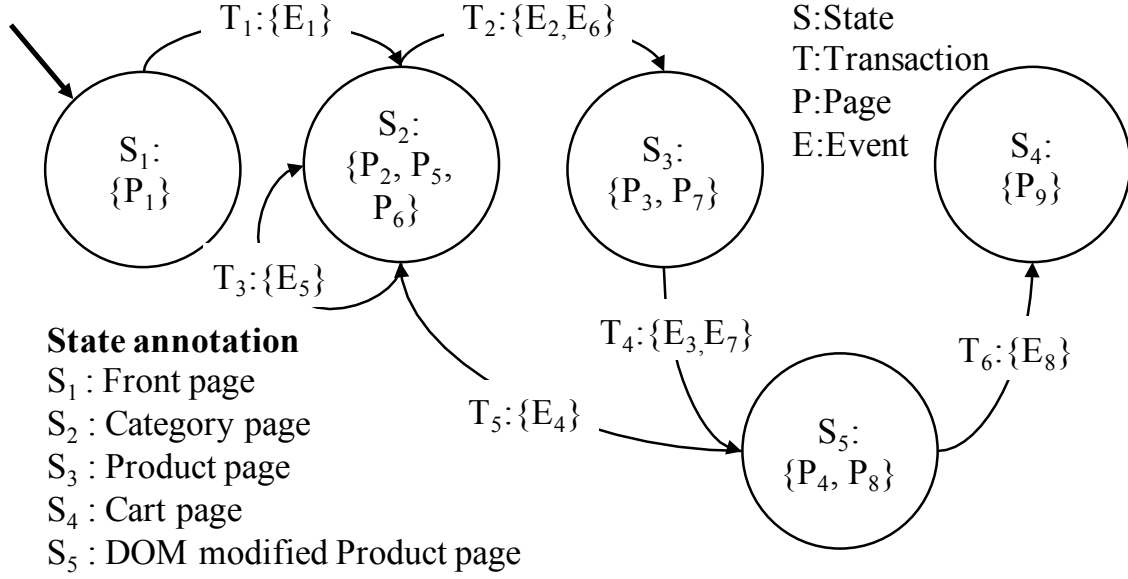 T₁:{E₁}
T₂:{E₂,E₆}
S:State
T:Transaction
P:Page
E:Event
S₁:
{P₁}
S₂:
{P₂, P₅,
P₆}
S₃:
{P₃, P₇}
S₄:
{P₉}
T₃:{E₅}
T₄:{E₃,E₇}
T₆:{E₈}
T₅:{E₄}
S₅:
{P₄, P₈}
State annotation
S₁ : Front page
S₂ : Category page
S₃ : Product page
S₄ : Cart page
S₅ : DOM modified Product page